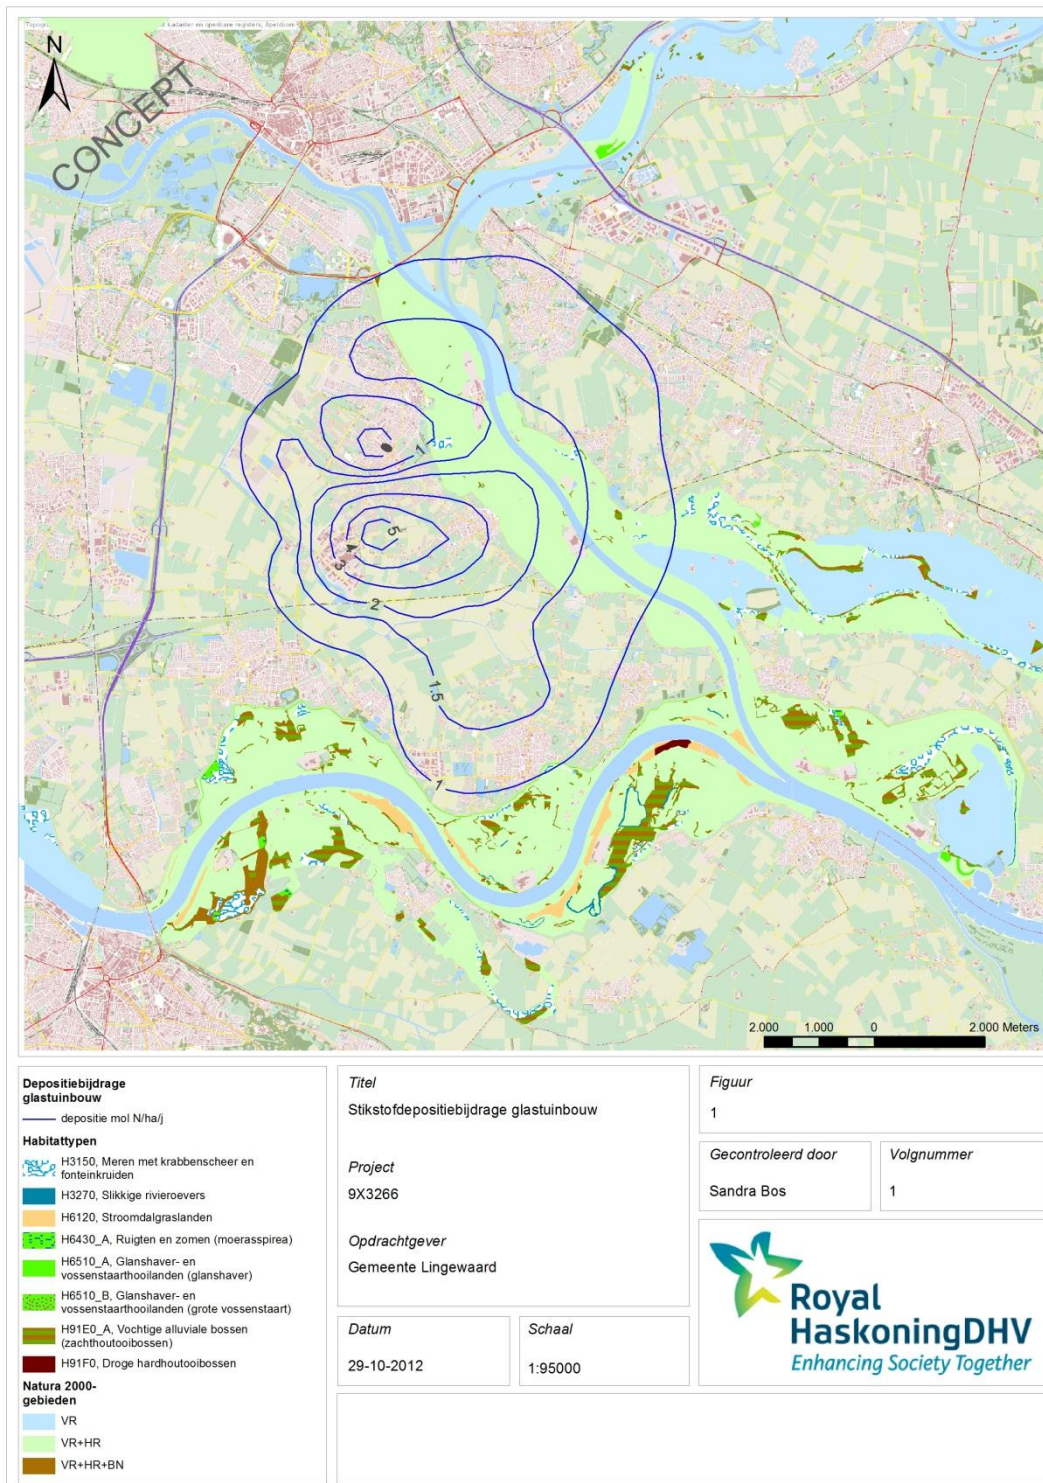 N
CONCEPT
1
5
4
3
2
1.5
1
2.000 1.000 0 2.000 Meters
Depositiebijdrage
glastuinbouw
depositie mol N/ha/j
Habitattypen
H3150, Meren met krabbenscheer en
fonteinkruiden
H3270, Slikkige rivieroevers
H6120, Stroomdalgraslanden
H6430_A, Ruigten en zomen (moerasspirea)
H6510_A, Glanshaver- en
vossenstaarthooilanden (glanshaver)
H6510_B, Glanshaver- en
vossenstaarthooilanden (grote vossenstaart)
H91E0_A, Vochtige alluviale bossen
(zachthoutooibossen)
H91F0, Droge hardhoutooibossen
Natura 2000-
gebieden
VR
VR+HR
VR+HR+BN
Titel
Stikstofdepositiebijdrage glastuinbouw
Project
9X3266
Opdrachtgever
Gemeente Lingewaard
Datum
29-10-2012
Schaal
1:95000
Figuur
1
Gecontroleerd door
Sandra Bos
Volgnummer
1
Royal
HaskoningDHV
Enhancing Society Together